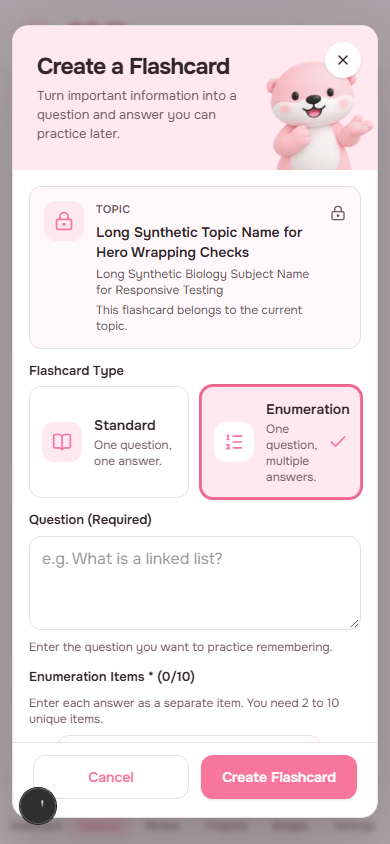 Create a Flashcard
Turn important information into a
question and answer you can
practice later.
TOPIC
Long Synthetic Topic Name for
Hero Wrapping Checks
Long Synthetic Biology Subject Name
for Responsive Testing
This flashcard belongs to the current
topic.
Flashcard Type
Standard
One question,
one answer.
Enumeration
One
question,
multiple
answers.
Question (Required)
e.g. What is a linked list?
Enter the question you want to practice remembering.
Enumeration Items * (0/10)
Enter each answer as a separate item. You need 2 to 10
unique items.
Cancel
Create Flashcard